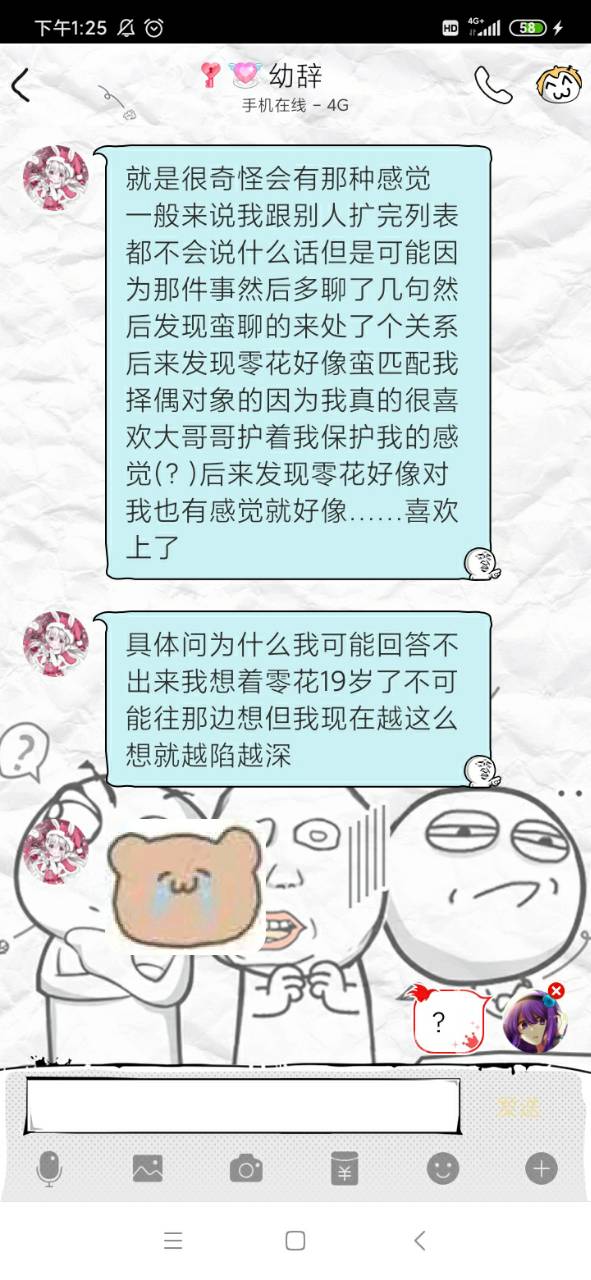 下午1:25
HD
4G+
58
幼辞
手机在线 - 4G
就是很奇怪会有那种感觉
一般来说我跟别人扩完列表
都不会说什么话但是可能因
为那件事然后多聊了几句然
后发现蛮聊的来处了个关系
后来发现零花好像蛮匹配我
择偶对象的因为我真的很喜
欢大哥哥护着我保护我的感
觉(？)后来发现零花好像对
我也有感觉就好像……喜欢
上了
具体问为什么我可能回答不
出来我想着零花19岁了不可
能往那边想但我现在越这么
想就越陷越深
?
？
发送
¥